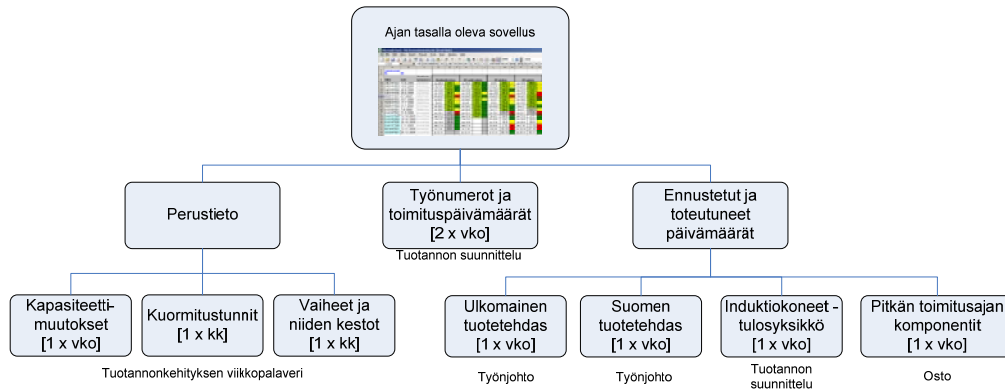 Ajan tasalla oleva sovellus
Perustieto
Työnumerot ja
toimituspäivämäärät
[2 x vko]
Tuotannon suunnittelu
Ennustetut ja
toteutuneet
päivämäärät
Kapasiteetti-
muutokset
[1 x vko]
Kuormitustunnit
[1 x kk]
Vaiheet ja
niiden kestot
[1 x kk]
Tuotannonkehityksen viikkopalaveri
Ulkomainen
tuotetehdas
[1 x vko]
Työnjohto
Suomen
tuotetehdas
[1 x vko]
Työnjohto
Induktiokoneet -
tulosyksikkö
[1 x vko]
Tuotannon
suunnittelu
Pitkän toimitusajan
komponentit
[1 x vko]
Osto